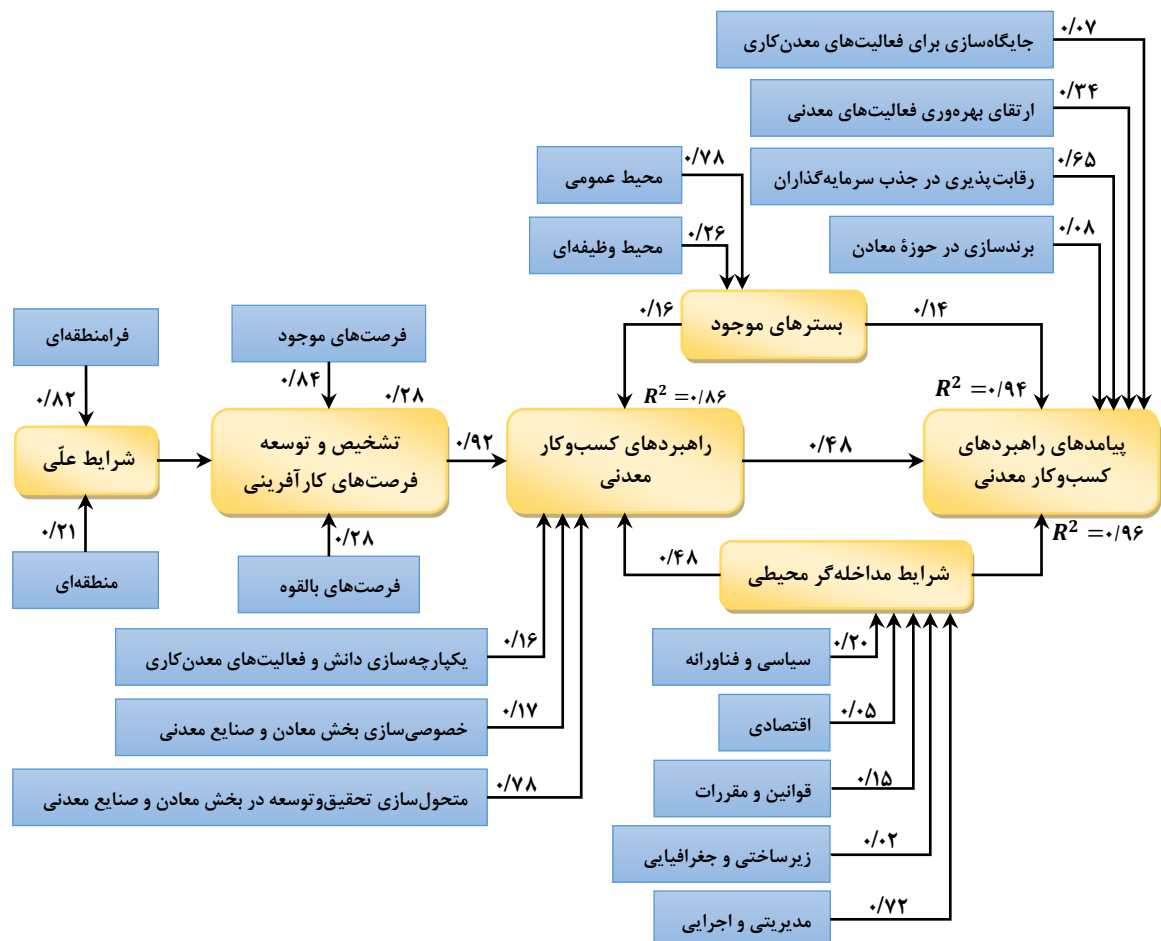 جایگاه‌سازی برای فعالیت‌های معدن‌کاری
۰/۰۷
ارتقای بهره‌وری فعالیت‌های معدنی
۰/۳۴
رقابت‌پذیری در جذب سرمایه‌گذاران
۰/۶۵
برندسازی در حوزهٔ معادن
۰/۰۸
محیط عمومی
۰/۷۸
محیط وظیفه‌ای
۰/۲۶
بسترهای موجود
۰/۱۶
۰/۱۴
فرامنطقه‌ای
۰/۸۲
شرایط علّی
۰/۲۱
منطقه‌ای
فرصت‌های موجود
۰/۸۴
۰/۲۸
تشخیص و توسعه
فرصت‌های کارآفرینی
۰/۲۸
فرصت‌های بالقوه
۰/۹۲
R² =۰/۸۶
راهبردهای کسب‌وکار
معدنی
۰/۴۸
R² =۰/۹۴
پیامدهای راهبردهای
کسب‌وکار معدنی
R² =۰/۹۶
۰/۴۸
شرایط مداخله‌گر محیطی
یکپارچه‌سازی دانش و فعالیت‌های معدن‌کاری
۰/۱۶
خصوصی‌سازی بخش معادن و صنایع معدنی
۰/۱۷
متحول‌سازی تحقیق‌وتوسعه در بخش معادن و صنایع معدنی
۰/۷۸
سیاسی و فناورانه
۰/۲۰
اقتصادی
۰/۰۵
قوانین و مقررات
۰/۱۵
زیرساختی و جغرافیایی
۰/۰۲
مدیریتی و اجرایی
۰/۷۲